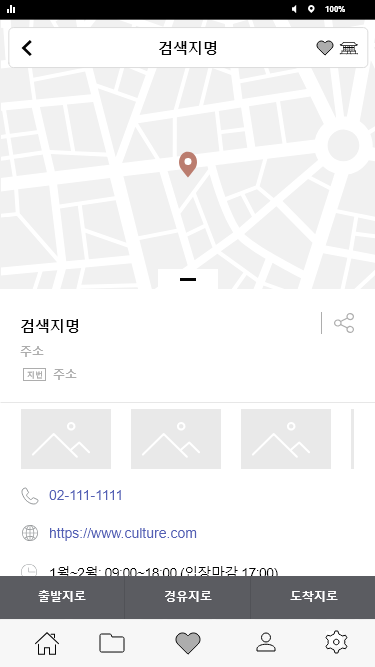 100%
검색지명
검색지명
주소
지번 주소
02-111-1111
https://www.culture.com
1월~2월: 09:00~18:00 (입장마감 17:00)
출발지로 경유지로 도착지로